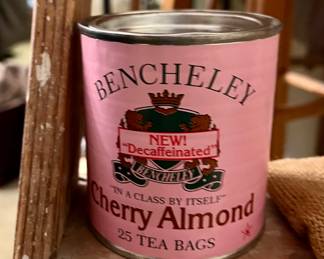 BENCHELEY
NEW!
"Decaffeinated"
BENCHELEY
"IN A CLASS BY ITSELF"
Cherry Almond
25 TEA BAGS